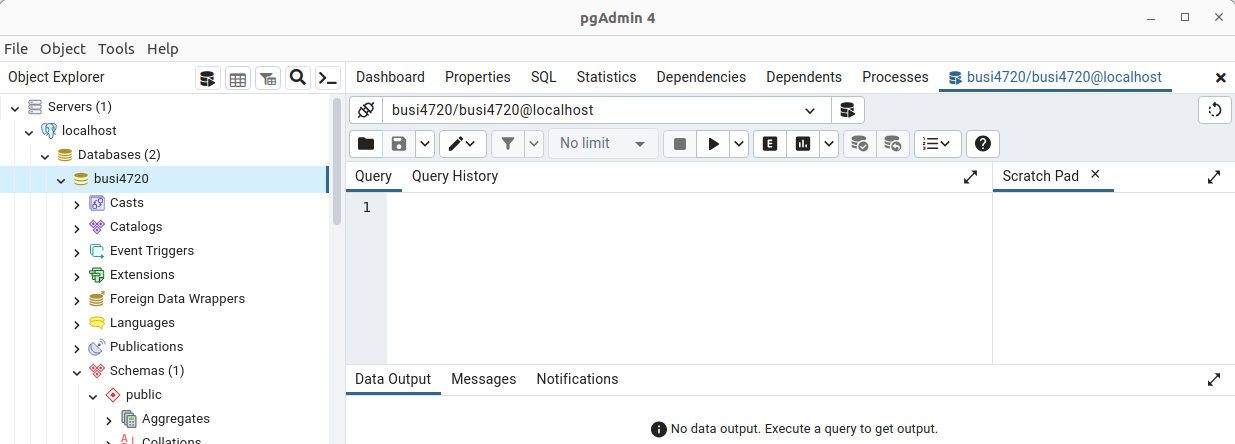 pgAdmin 4
File Object Tools Help
Object Explorer
Dashboard Properties SQL Statistics Dependencies Dependents Processes busi4720/busi4720@localhost
Servers (1)
localhost
Databases (2)
busi4720
Casts
Catalogs
Event Triggers
Extensions
Foreign Data Wrappers
Languages
Publications
Schemas (1)
public
Aggregates
Collations
busi4720/busi4720@localhost
No limit
E
Query Query History
Scratch Pad
1
Data Output Messages Notifications
No data output. Execute a query to get output.